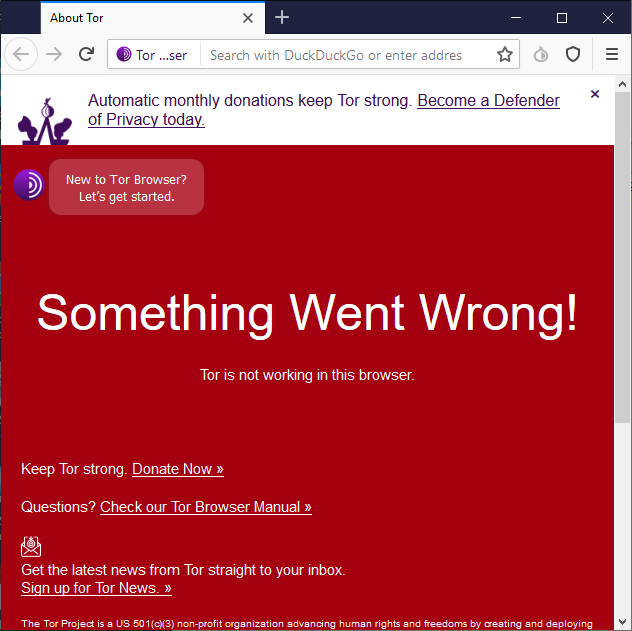 About Tor
Tor ...ser
Search with DuckDuckGo or enter addres
Automatic monthly donations keep Tor strong. Become a Defender
of Privacy today.
New to Tor Browser?
Let's get started.
Something Went Wrong!
Tor is not working in this browser.
Keep Tor strong. Donate Now »
Questions? Check our Tor Browser Manual »
Get the latest news from Tor straight to your inbox.
Sign up for Tor News. »
The Tor Project is a US 501(c)(3) non-profit organization advancing human rights and freedoms by creating and deploying